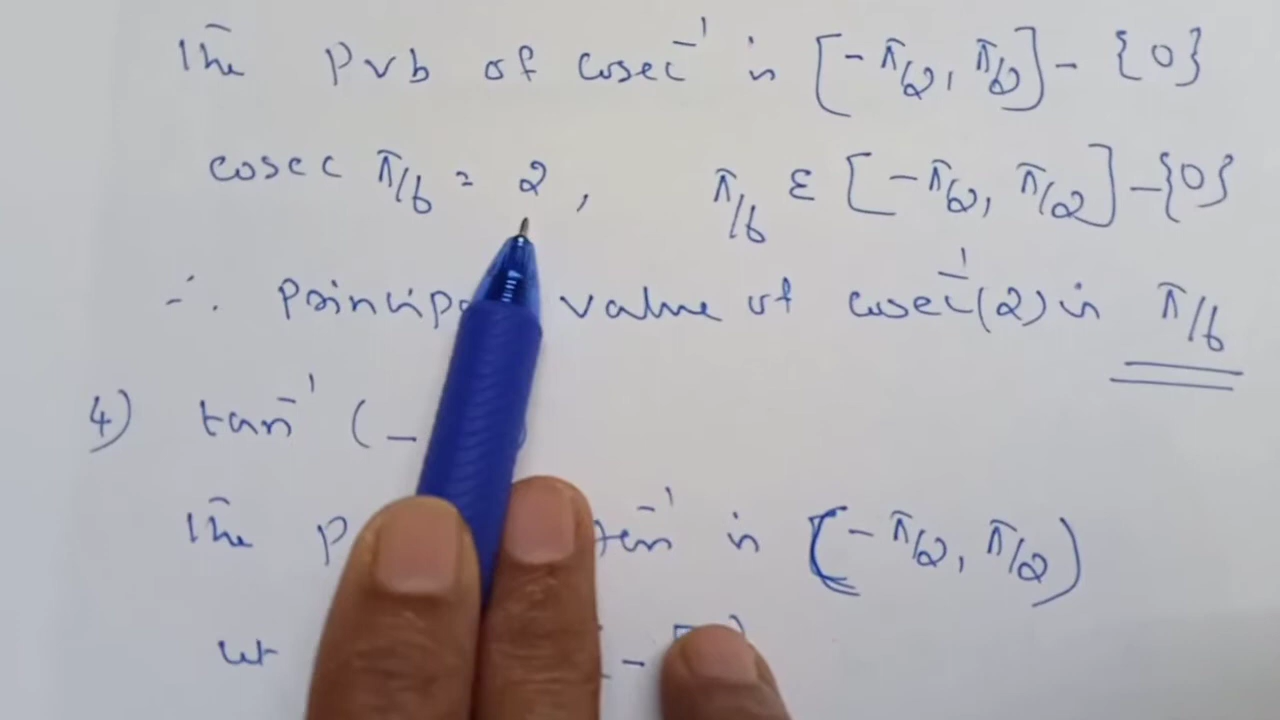 The Pvb of cosec⁻¹ is [-π/2, π/2] - {0}
cosec π/6 = 2, π/6 ε [-π/2, π/2] - {0}
∴ value of cosec⁻¹(2) is π/6
4) tan⁻¹ (-
The tan⁻¹ is (-π/2, π/2)
let -